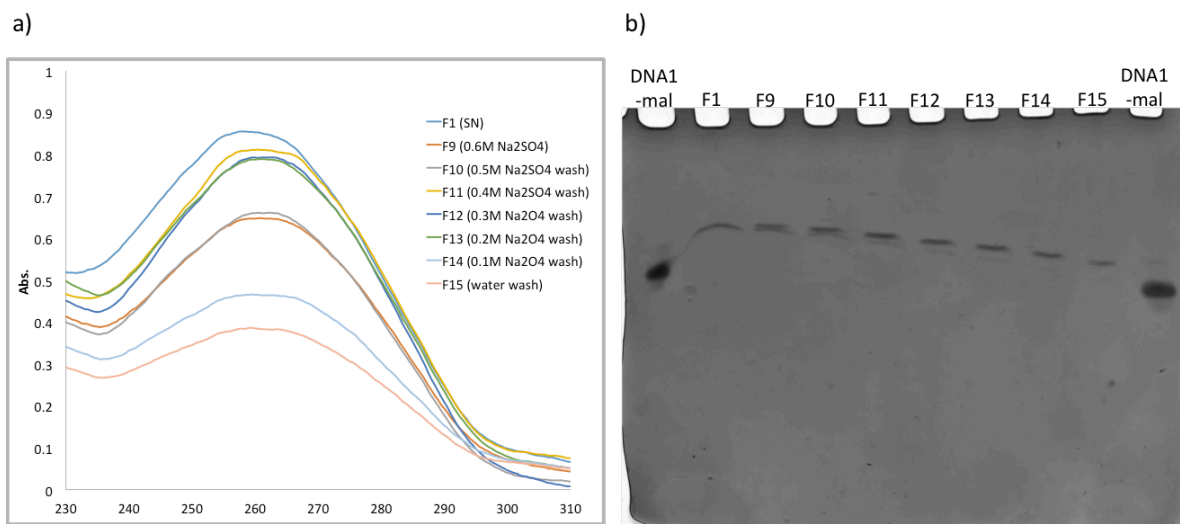 a)
1
0.9
0.8
0.7
0.6
0.5
0.4
0.3
0.2
0.1
0
Abs.
230 240 250 260 270 280 290 300 310
F1 (SN)
F9 (0.6M Na2SO4)
F10 (0.5M Na2SO4 wash)
F11 (0.4M Na2SO4 wash)
F12 (0.3M Na2O4 wash)
F13 (0.2M Na2O4 wash)
F14 (0.1M Na2O4 wash)
F15 (water wash)
b)
DNA1
-mal
F1 F9 F10 F11 F12 F13 F14 F15
DNA1
-mal